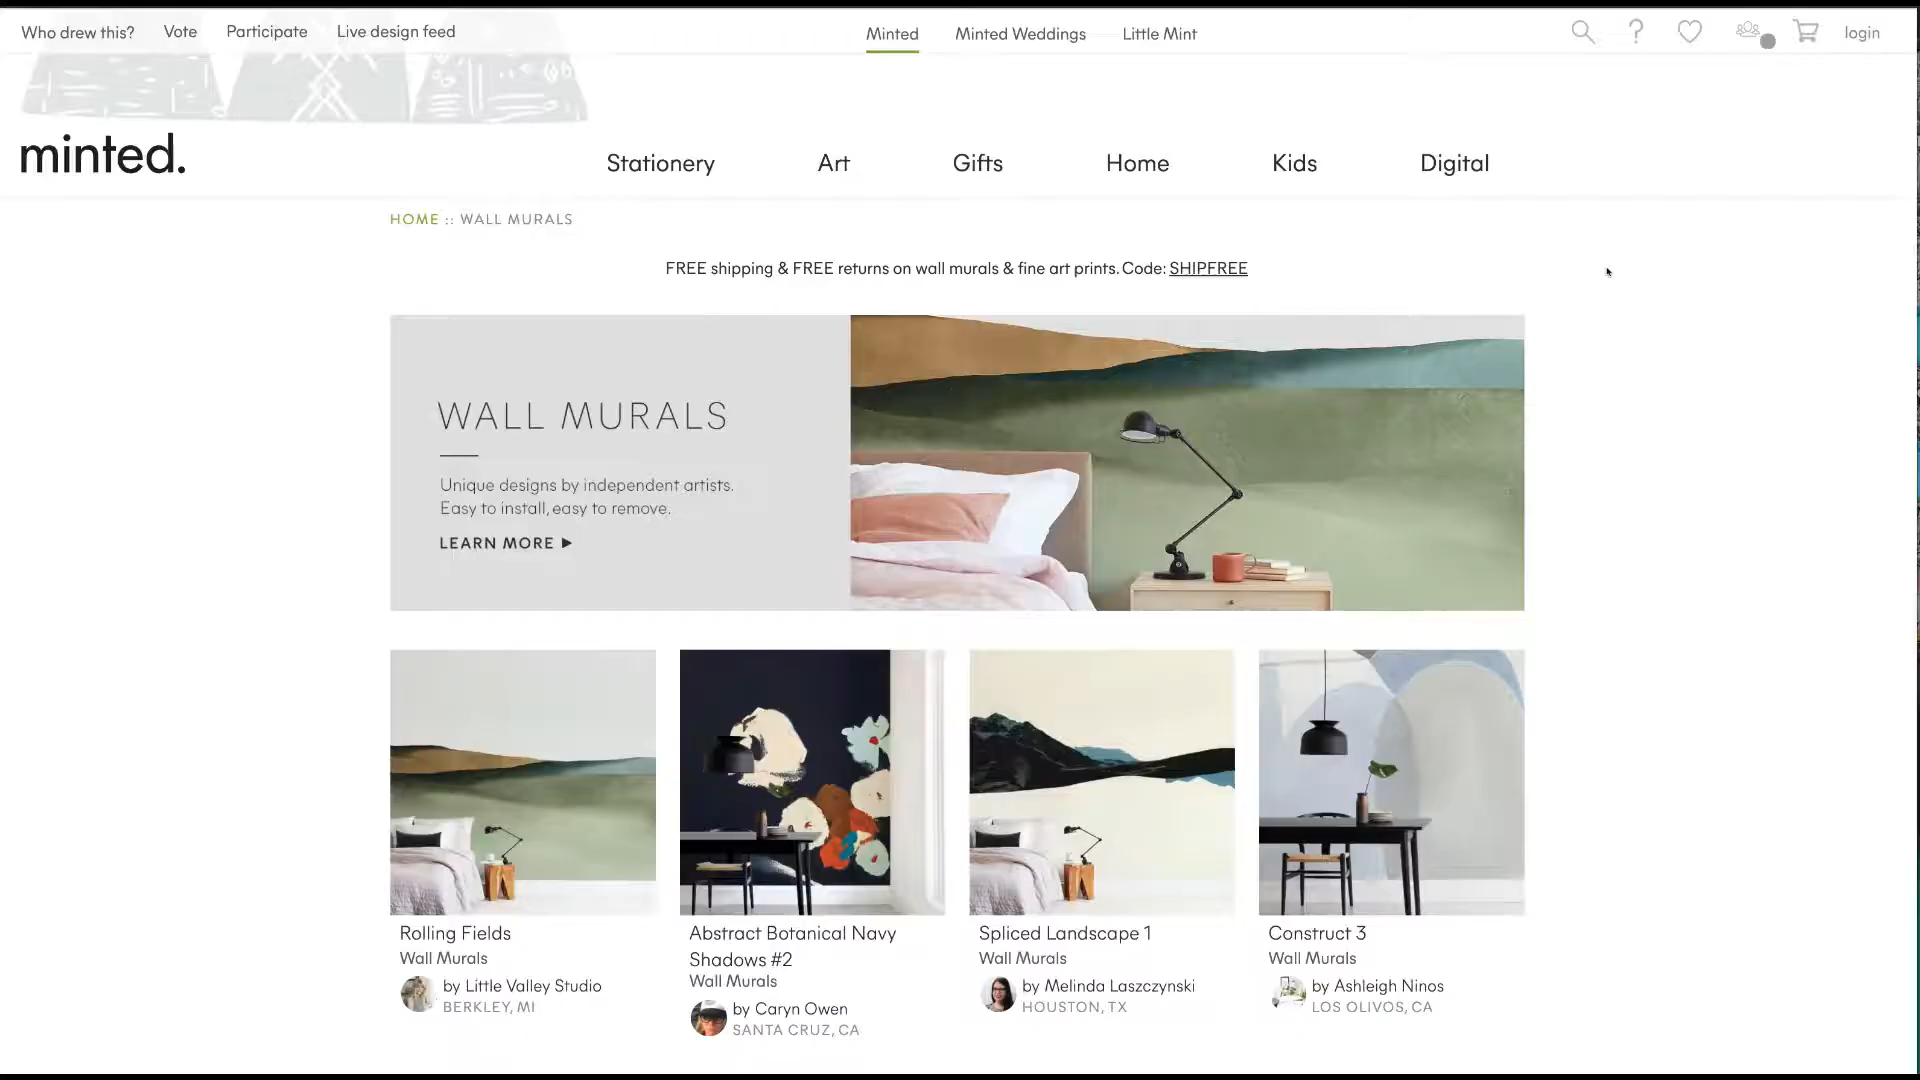 Who drew this? Vote Participate Live design feed
Minted Minted Weddings Little Mint
login
minted.
Stationery Art Gifts Home Kids Digital
HOME :: WALL MURALS
FREE shipping & FREE returns on wall murals & fine art prints. Code: SHIPFREE
WALL MURALS
Unique designs by independent artists.
Easy to install, easy to remove.
LEARN MORE ▶
Rolling Fields
Wall Murals
by Little Valley Studio
BERKLEY, MI
Abstract Botanical Navy
Shadows #2
Wall Murals
by Caryn Owen
SANTA CRUZ, CA
Spliced Landscape 1
Wall Murals
by Melinda Laszczynski
HOUSTON, TX
Construct 3
Wall Murals
by Ashleigh Ninos
LOS OLIVOS, CA